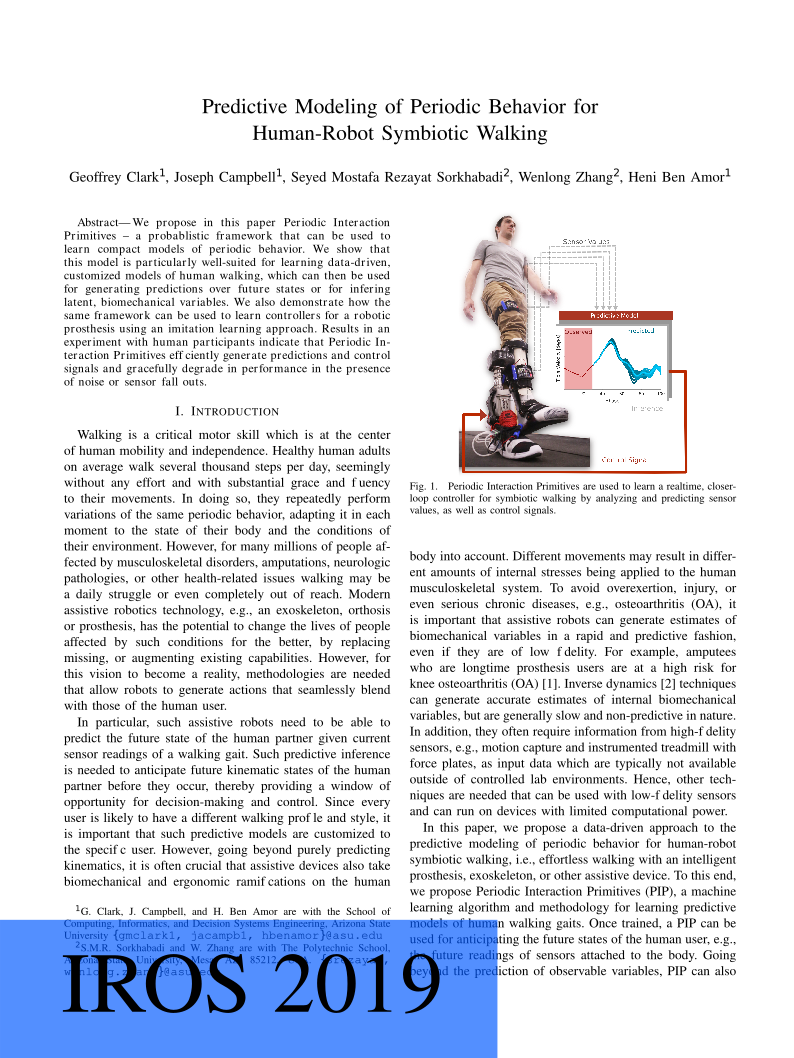 Predictive Modeling of Periodic Behavior for
Human-Robot Symbiotic Walking
Geoffrey Clark1, Joseph Campbell1, Seyed Mostafa Rezayat Sorkhabadi2, Wenlong Zhang2, Heni Ben Amor1
Abstract— We propose in this paper Periodic Interaction
Primitives – a probablistic framework that can be used to
learn compact models of periodic behavior. We show that
this model is particularly well-suited for learning data-driven,
customized models of human walking, which can then be used
for generating predictions over future states or for infering
latent, biomechanical variables. We also demonstrate how the
same framework can be used to learn controllers for a robotic
prosthesis using an imitation learning approach. Results in an
experiment with human participants indicate that Periodic In-
teraction Primitives eff ciently generate predictions and control
signals and gracefully degrade in performance in the presence
of noise or sensor fall outs.
I. INTRODUCTION
Walking is a critical motor skill which is at the center
of human mobility and independence. Healthy human adults
on average walk several thousand steps per day, seemingly
without any effort and with substantial grace and f uency
to their movements. In doing so, they repeatedly perform
variations of the same periodic behavior, adapting it in each
moment to the state of their body and the conditions of
their environment. However, for many millions of people af-
fected by musculoskeletal disorders, amputations, neurologic
pathologies, or other health-related issues walking may be
a daily struggle or even completely out of reach. Modern
assistive robotics technology, e.g., an exoskeleton, orthosis
or prosthesis, has the potential to change the lives of people
affected by such conditions for the better, by replacing
missing, or augmenting existing capabilities. However, for
this vision to become a reality, methodologies are needed
that allow robots to generate actions that seamlessly blend
with those of the human user.
In particular, such assistive robots need to be able to
predict the future state of the human partner given current
sensor readings of a walking gait. Such predictive inference
is needed to anticipate future kinematic states of the human
partner before they occur, thereby providing a window of
opportunity for decision-making and control. Since every
user is likely to have a different walking prof le and style, it
is important that such predictive models are customized to
the specif c user. However, going beyond purely predicting
kinematics, it is often crucial that assistive devices also take
biomechanical and ergonomic ramif cations on the human
1G. Clark, J. Campbell, and H. Ben Amor are with the School of
Computing, Informatics, and Decision Systems Engineering, Arizona State
University {gmclark1, jacampb1, hbenamor}@asu.edu
2S.M. Rezayat Sorkhabadi and W. Zhang are with The Polytechnic School,
IROS 2019
Sensor Values
Predictive Model
Observed
Predicted
Phase
Inference
Control Signal
Fig. 1. Periodic Interaction Primitives are used to learn a realtime, closer-
loop controller for symbiotic walking by analyzing and predicting sensor
values, as well as control signals.
body into account. Different movements may result in differ-
ent amounts of internal stresses being applied to the human
musculoskeletal system. To avoid overexertion, injury, or
even serious chronic diseases, e.g., osteoarthritis (OA), it
is important that assistive robots can generate estimates of
biomechanical variables in a rapid and predictive fashion,
even if they are of low f delity. For example, amputees
who are longtime prosthesis users are at a high risk for
knee osteoarthritis (OA) [1]. Inverse dynamics [2] techniques
can generate accurate estimates of internal biomechanical
variables, but are generally slow and non-predictive in nature.
In addition, they often require information from high-f delity
sensors, e.g., motion capture and instrumented treadmill with
force plates, as input data which are typically not available
outside of controlled lab environments. Hence, other tech-
niques are needed that can be used with low-f delity sensors
and can run on devices with limited computational power.
In this paper, we propose a data-driven approach to the
predictive modeling of periodic behavior for human-robot
symbiotic walking, i.e., effortless walking with an intelligent
prosthesis, exoskeleton, or other assistive device. To this end,
we propose Periodic Interaction Primitives (PIP), a machine
learning algorithm and methodology for learning predictive
models of human walking gaits. Once trained, a PIP can be
used for anticipating the future states of the human user, e.g.,
the future readings of sensors attached to the body. Going
beyond the prediction of observable variables, PIP can also